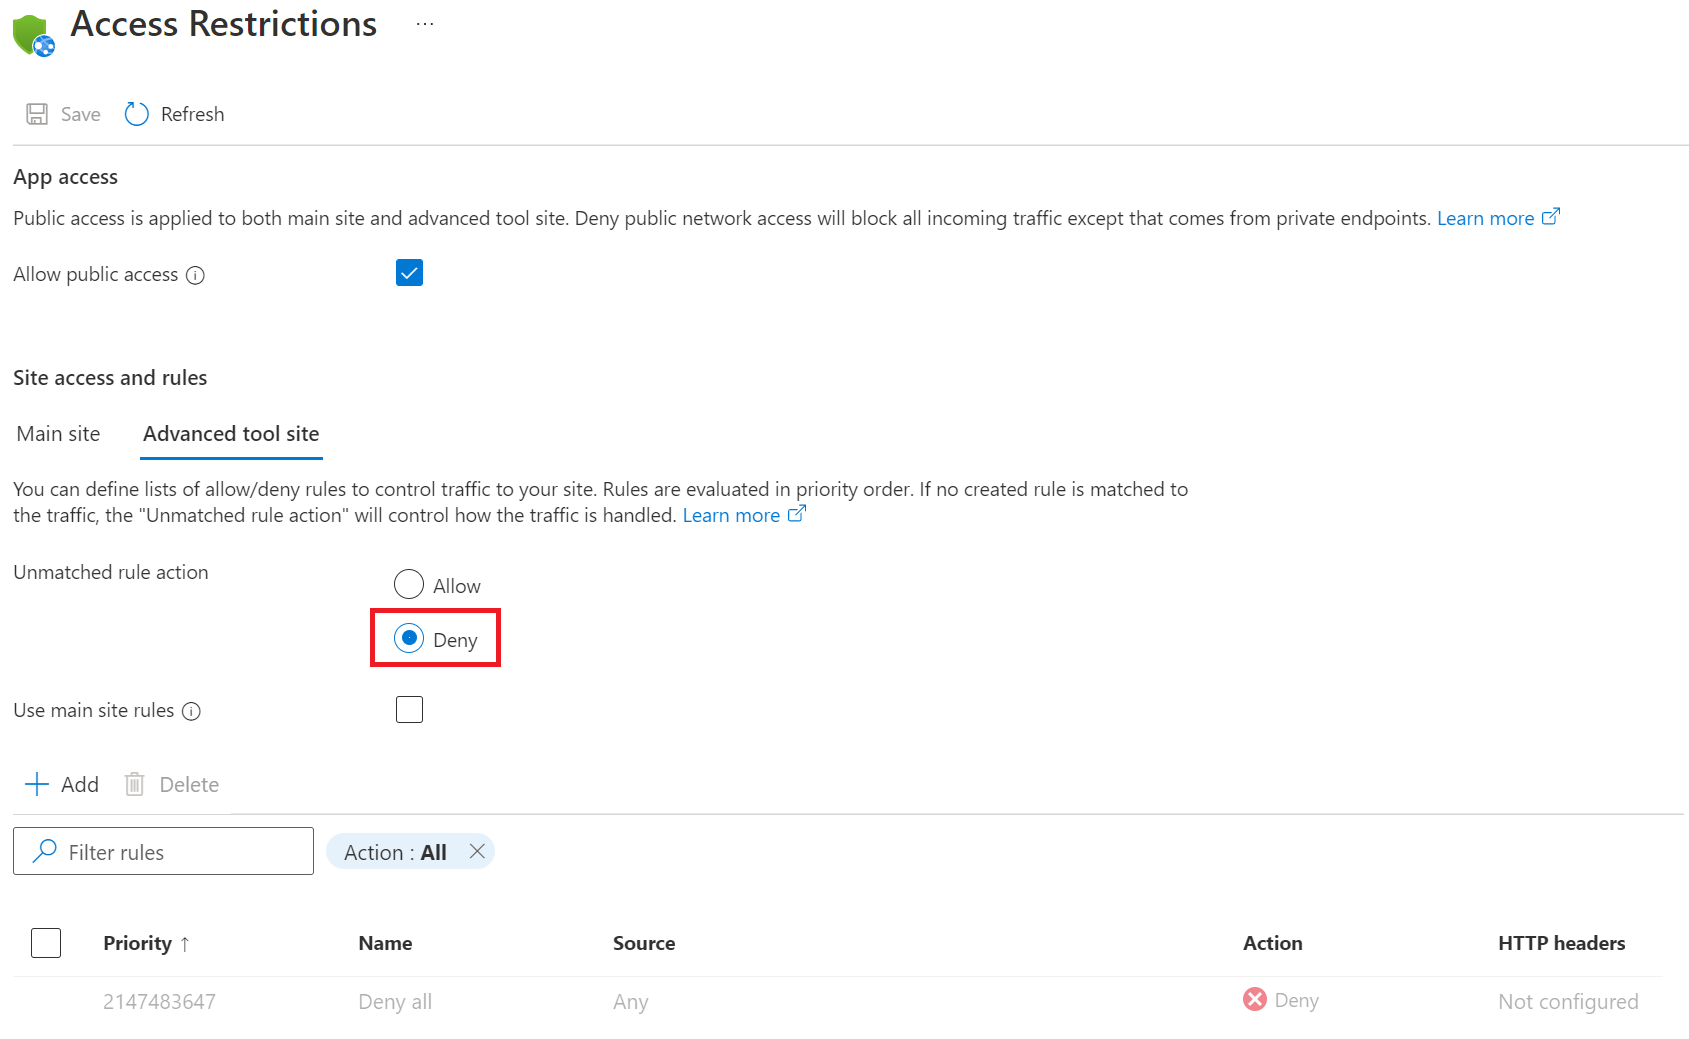 Access Restrictions ...
Save Refresh
App access
Public access is applied to both main site and advanced tool site. Deny public network access will block all incoming traffic except that comes from private endpoints. Learn more
Allow public access
Site access and rules
Main site Advanced tool site
You can define lists of allow/deny rules to control traffic to your site. Rules are evaluated in priority order. If no created rule is matched to
the traffic, the "Unmatched rule action" will control how the traffic is handled. Learn more
Unmatched rule action
Allow
Deny
Use main site rules
Add Delete
Filter rules Action : All
Priority ↑ Name Source Action HTTP headers
2147483647 Deny all Any Deny Not configured